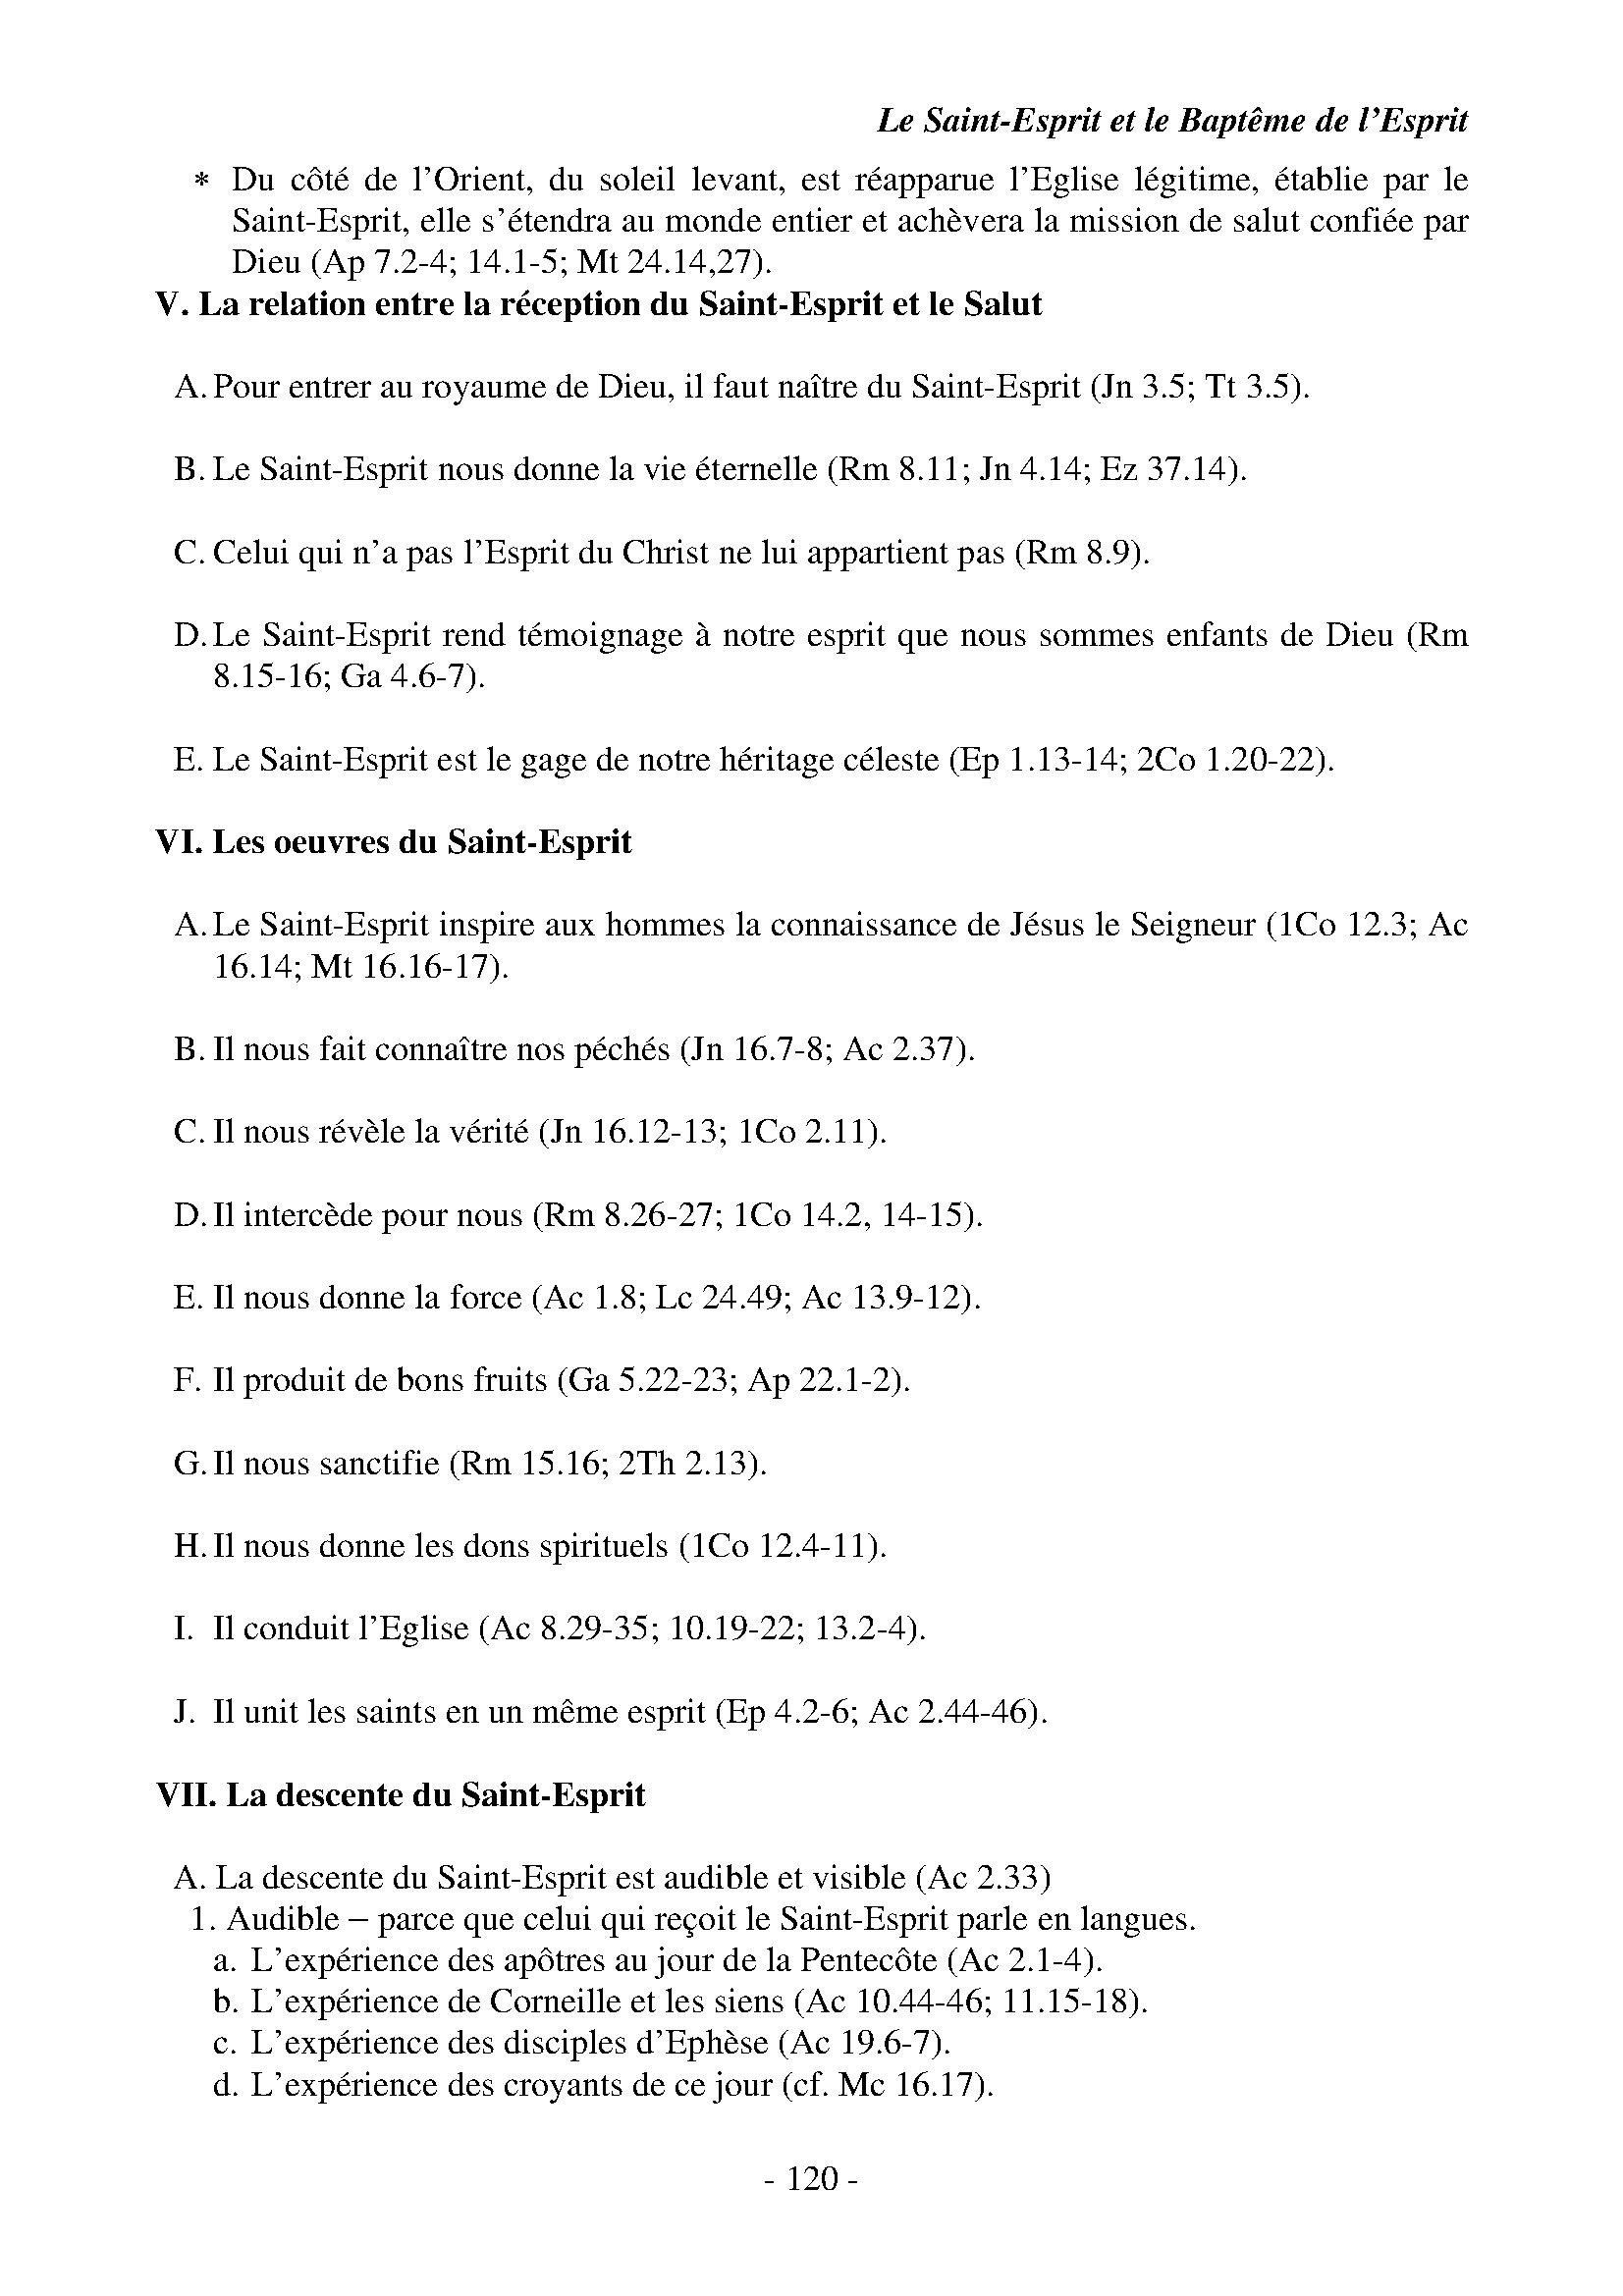 Le Saint-Esprit et le Baptême de l’Esprit
* Du côté de l’Orient, du soleil levant, est réapparue l’Eglise légitime, établie par le
Saint-Esprit, elle s’étendra au monde entier et achèvera la mission de salut confiée par
Dieu (Ap 7.2-4; 14.1-5; Mt 24.14,27).
V. La relation entre la réception du Saint-Esprit et le Salut
A. Pour entrer au royaume de Dieu, il faut naître du Saint-Esprit (Jn 3.5; Tt 3.5).
B. Le Saint-Esprit nous donne la vie éternelle (Rm 8.11; Jn 4.14; Ez 37.14).
C. Celui qui n’a pas l’Esprit du Christ ne lui appartient pas (Rm 8.9).
D. Le Saint-Esprit rend témoignage à notre esprit que nous sommes enfants de Dieu (Rm
8.15-16; Ga 4.6-7).
E. Le Saint-Esprit est le gage de notre héritage céleste (Ep 1.13-14; 2Co 1.20-22).
VI. Les oeuvres du Saint-Esprit
A. Le Saint-Esprit inspire aux hommes la connaissance de Jésus le Seigneur (1Co 12.3; Ac
16.14; Mt 16.16-17).
B. Il nous fait connaître nos péchés (Jn 16.7-8; Ac 2.37).
C. Il nous révèle la vérité (Jn 16.12-13; 1Co 2.11).
D. Il intercède pour nous (Rm 8.26-27; 1Co 14.2, 14-15).
E. Il nous donne la force (Ac 1.8; Lc 24.49; Ac 13.9-12).
F. Il produit de bons fruits (Ga 5.22-23; Ap 22.1-2).
G. Il nous sanctifie (Rm 15.16; 2Th 2.13).
H. Il nous donne les dons spirituels (1Co 12.4-11).
I. Il conduit l’Eglise (Ac 8.29-35; 10.19-22; 13.2-4).
J. Il unit les saints en un même esprit (Ep 4.2-6; Ac 2.44-46).
VII. La descente du Saint-Esprit
A. La descente du Saint-Esprit est audible et visible (Ac 2.33)
1. Audible – parce que celui qui reçoit le Saint-Esprit parle en langues.
a. L’expérience des apôtres au jour de la Pentecôte (Ac 2.1-4).
b. L’expérience de Corneille et les siens (Ac 10.44-46; 11.15-18).
c. L’expérience des disciples d’Ephèse (Ac 19.6-7).
d. L’expérience des croyants de ce jour (cf. Mc 16.17).
- 120 -